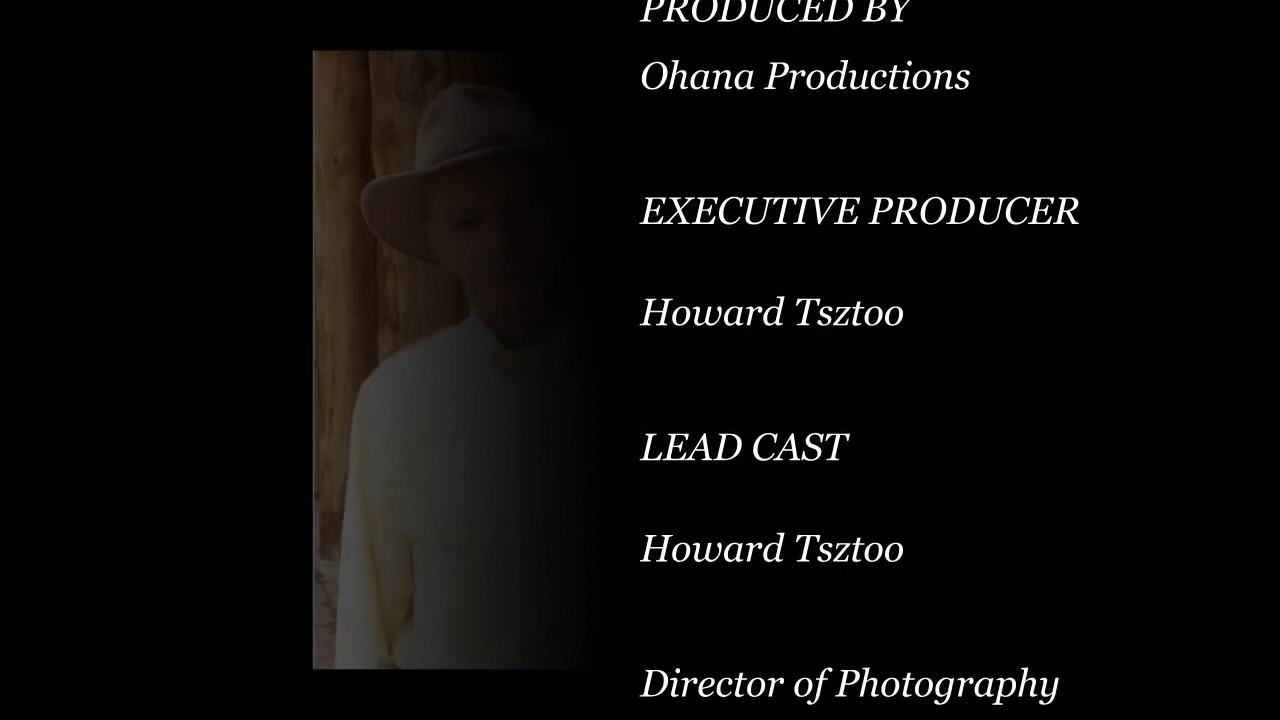 PRODUCED BY
Ohana Productions
EXECUTIVE PRODUCER
Howard Tsztoo
LEAD CAST
Howard Tsztoo
Director of Photography